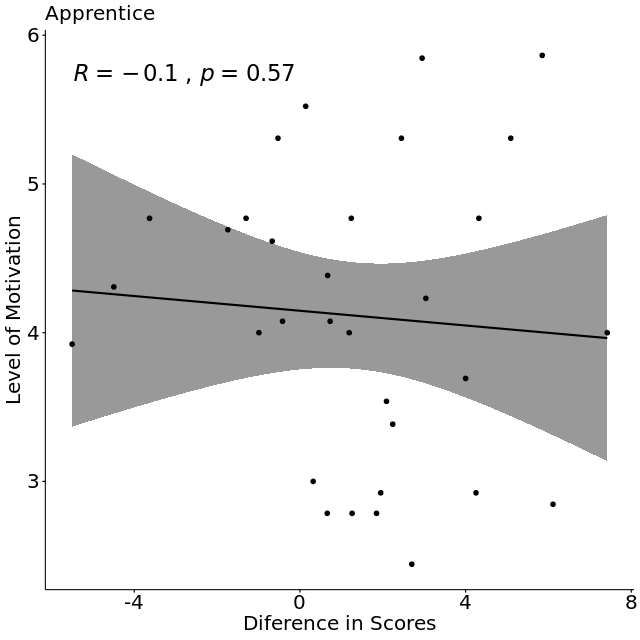 Apprentice
R = −0.1 , p = 0.57
6
5
4
3
Level of Motivation
-4 0 4 8
Diference in Scores